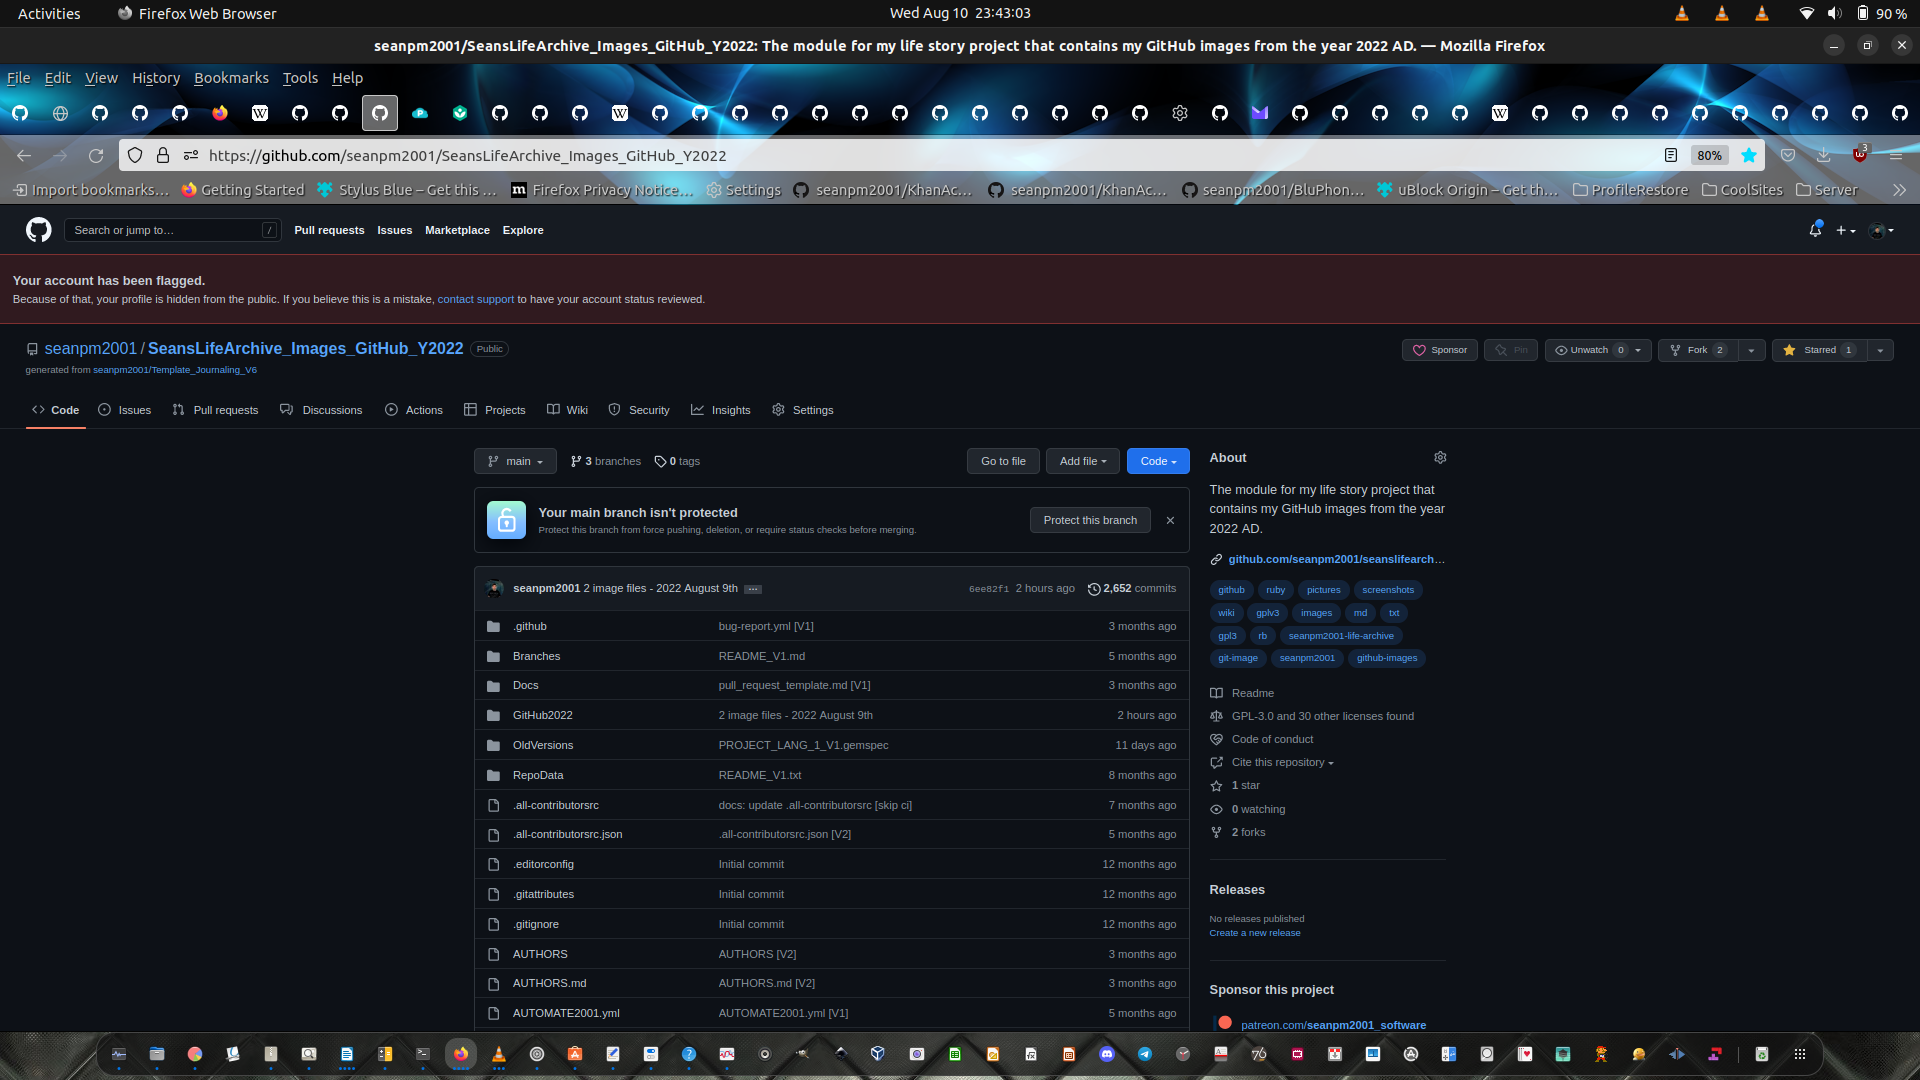 Activities
Firefox Web Browser
Wed Aug 10 23:43:03
90 %
seanpm2001/SeansLifeArchive_Images_GitHub_Y2022: The module for my life story project that contains my GitHub images from the year 2022 AD. — Mozilla Firefox
File Edit View History Bookmarks Tools Help
https://github.com/seanpm2001/SeansLifeArchive_Images_GitHub_Y2022
80%
3
Import bookmarks… Getting Started Stylus Blue – Get this … Firefox Privacy Notice… Settings seanpm2001/KhanAc… seanpm2001/KhanAc… seanpm2001/BluPhon… uBlock Origin – Get th… ProfileRestore CoolSites Server
Search or jump to… /
Pull requests Issues Marketplace Explore
Your account has been flagged.
Because of that, your profile is hidden from the public. If you believe this is a mistake, contact support to have your account status reviewed.
seanpm2001 / SeansLifeArchive_Images_GitHub_Y2022 Public
Sponsor Pin Unwatch 0 Fork 2 Starred 1
generated from seanpm2001/Template_Journaling_V6
Code Issues Pull requests Discussions Actions Projects Wiki Security Insights Settings
main 3 branches 0 tags Go to file Add file Code
Your main branch isn't protected
Protect this branch from force pushing, deletion, or require status checks before merging.
Protect this branch
seanpm2001 2 image files - 2022 August 9th … 6ee82f1 2 hours ago 2,652 commits
.github bug-report.yml [V1] 3 months ago
Branches README_V1.md 5 months ago
Docs pull_request_template.md [V1] 3 months ago
GitHub2022 2 image files - 2022 August 9th 2 hours ago
OldVersions PROJECT_LANG_1_V1.gemspec 11 days ago
RepoData README_V1.txt 8 months ago
.all-contributorsrc docs: update .all-contributorsrc [skip ci] 7 months ago
.all-contributorsrc.json .all-contributorsrc.json [V2] 5 months ago
.editorconfig Initial commit 12 months ago
.gitattributes Initial commit 12 months ago
.gitignore Initial commit 12 months ago
AUTHORS AUTHORS [V2] 3 months ago
AUTHORS.md AUTHORS.md [V2] 3 months ago
AUTOMATE2001.yml AUTOMATE2001.yml [V1] 5 months ago
About
The module for my life story project that
contains my GitHub images from the year
2022 AD.
github.com/seanpm2001/seanslifearch…
github ruby pictures screenshots
wiki gplv3 images md txt
gpl3 rb seanpm2001-life-archive
git-image seanpm2001 github-images
Readme
GPL-3.0 and 30 other licenses found
Code of conduct
Cite this repository
1 star
0 watching
2 forks
Releases
No releases published
Create a new release
Sponsor this project
patreon.com/seanpm2001_software